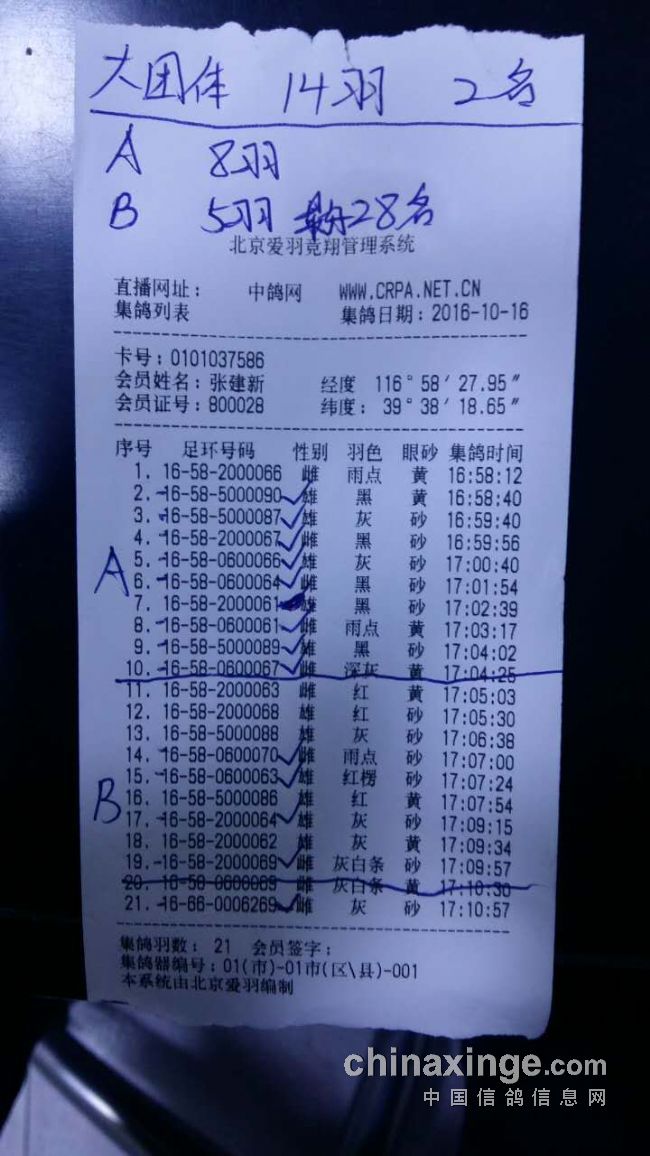 大团体 14羽 2名
A 8羽
B 5羽 28名
北京爱羽竞翔管理系统
直播网址: 中鸽网 WWW.CRPA.NET.CN
集鸽列表 集鸽日期:2016-10-16
卡号:0101037586
会员姓名:张建新 经度 116°58′27.95″
会员证号:800028 纬度: 39°38′18.65″
序号 足环号码 性别 羽色 眼砂 集鸽时间
1. 16-58-2000066 雌 雨点 黄 16:58:12
2. 16-58-5000090 雄 黑 黄 16:58:40
3. 16-58-5000087 雄 灰 砂 16:59:40
4. 16-58-2000067 雌 黑 砂 16:59:56
5. 16-58-0600066 雄 灰 砂 17:00:40
A
6. 16-58-0600064 雌 黑 砂 17:01:54
7. 16-58-2000061 雄 黑 砂 17:02:39
8. 16-58-0600061 雌 雨点 黄 17:03:17
9. 16-58-5000089 雄 黑 砂 17:04:02
10. 16-58-0600067 雌 深灰 黄 17:04:25
11. 16-58-2000063 雌 红 黄 17:05:03
12. 16-58-2000068 雄 红 砂 17:05:30
13. 16-58-5000088 雄 灰 砂 17:06:38
14. 16-58-0600070 雌 雨点 砂 17:07:00
15. 16-58-0600063 雄 红楞 砂 17:07:24
B
16. 16-58-5000086 雄 红 黄 17:07:54
17. 16-58-2000064 雄 灰 砂 17:09:15
18. 16-58-2000062 雄 灰 黄 17:09:34
19. 16-58-2000069 雌 灰白条 砂 17:09:57
20. 16-58-0600069 雌 灰白条 黄 17:10:30
21. 16-66-0006269 雌 灰 砂 17:10:57
集鸽羽数: 21 会员签字:
集鸽器编号:01(市)-01市(区\县)-001
本系统由北京爱羽编制
chinaxinge.com
中国信鸽信息网